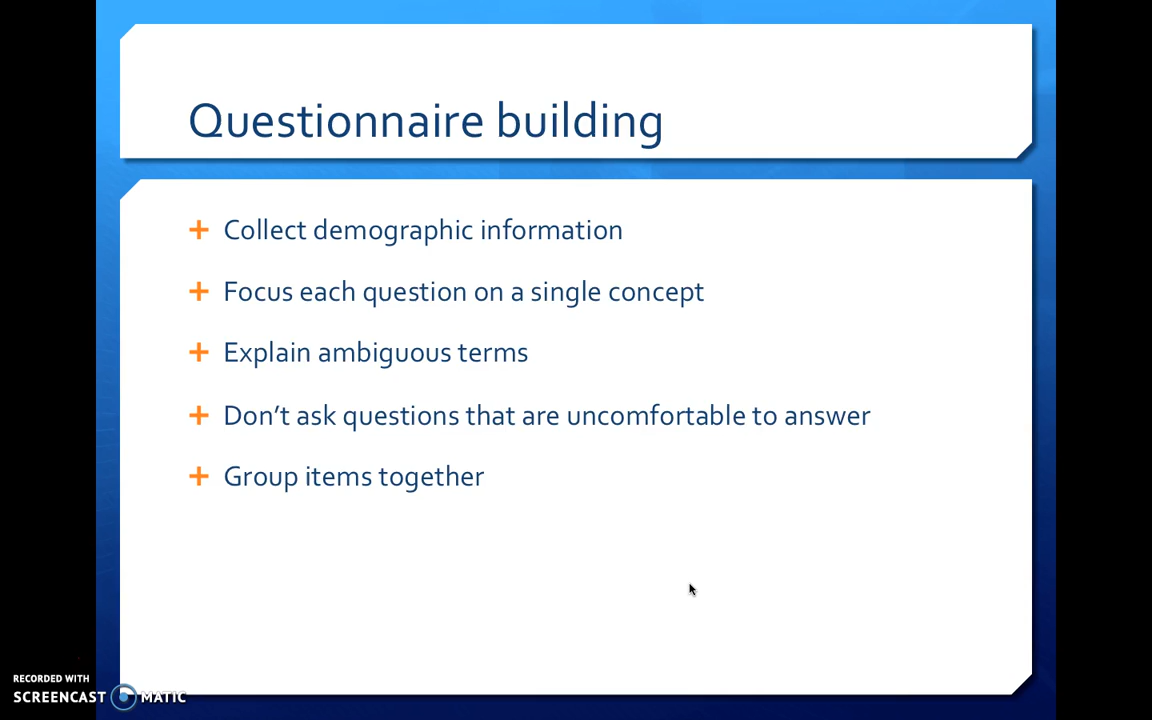 Questionnaire building
Collect demographic information
Focus each question on a single concept
Explain ambiguous terms
Don’t ask questions that are uncomfortable to answer
Group items together
RECORDED WITH
SCREENCAST MATIC